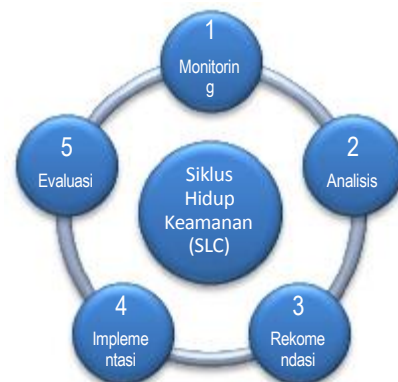 1
Monitorin
g
2
Analisis
3
Rekome
ndasi
4
Impleme
ntasi
5
Evaluasi
Siklus
Hidup
Keamanan
(SLC)